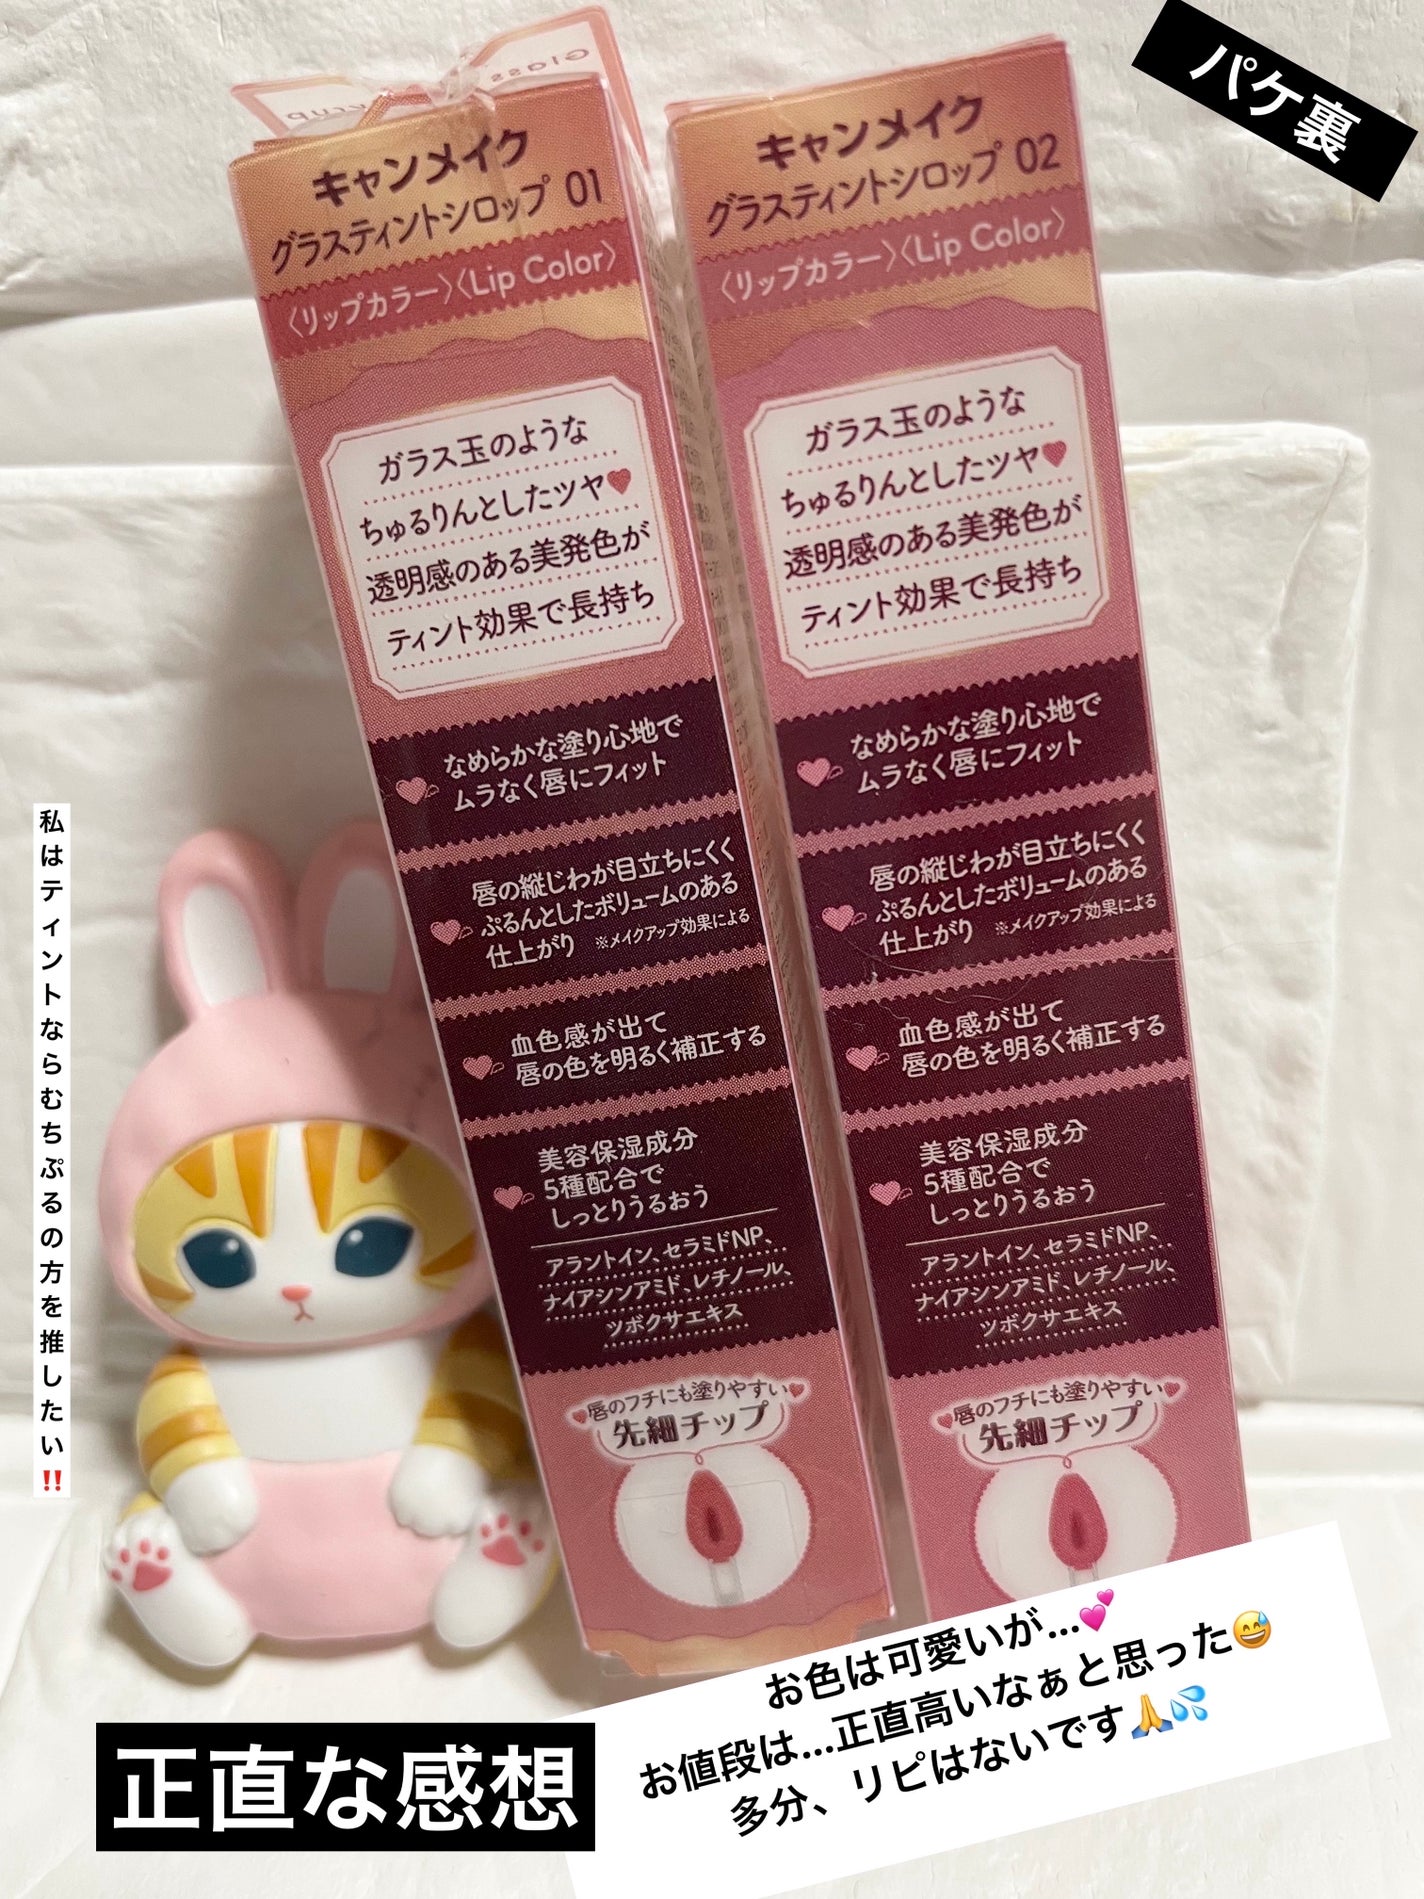 パケ裏
Glass
キャンメイク
グラスティントシロップ 01
〈リップカラー〉〈Lip Color〉
ガラス玉のような
ちゅるりんとしたツヤ♥
透明感のある美発色が
ティント効果で長持ち
なめらかな塗り心地で
ムラなく唇にフィット
唇の縦じわが目立ちにくく
ぷるんとしたボリュームのある
仕上がり ※メイクアップ効果による
血色感が出て
唇の色を明るく補正する
美容保湿成分
5種配合で
しっとりうるおう
アラントイン、セラミドNP、
ナイアシンアミド、レチノール、
ツボクサエキス
唇のフチにも塗りやすい
先細チップ
キャンメイク
グラスティントシロップ 02
〈リップカラー〉〈Lip Color〉
ガラス玉のような
ちゅるりんとしたツヤ♥
透明感のある美発色が
ティント効果で長持ち
なめらかな塗り心地で
ムラなく唇にフィット
唇の縦じわが目立ちにくく
ぷるんとしたボリュームのある
仕上がり ※メイクアップ効果による
血色感が出て
唇の色を明るく補正する
美容保湿成分
5種配合で
しっとりうるおう
アラントイン、セラミドNP、
ナイアシンアミド、レチノール、
ツボクサエキス
唇のフチにも塗りやすい
先細チップ
私はティントならむちぷるの方を推したい‼️
正直な感想
お色は可愛いが…💕
お値段は…正直高いなぁと思った😅
多分、リピはないです🙏💦